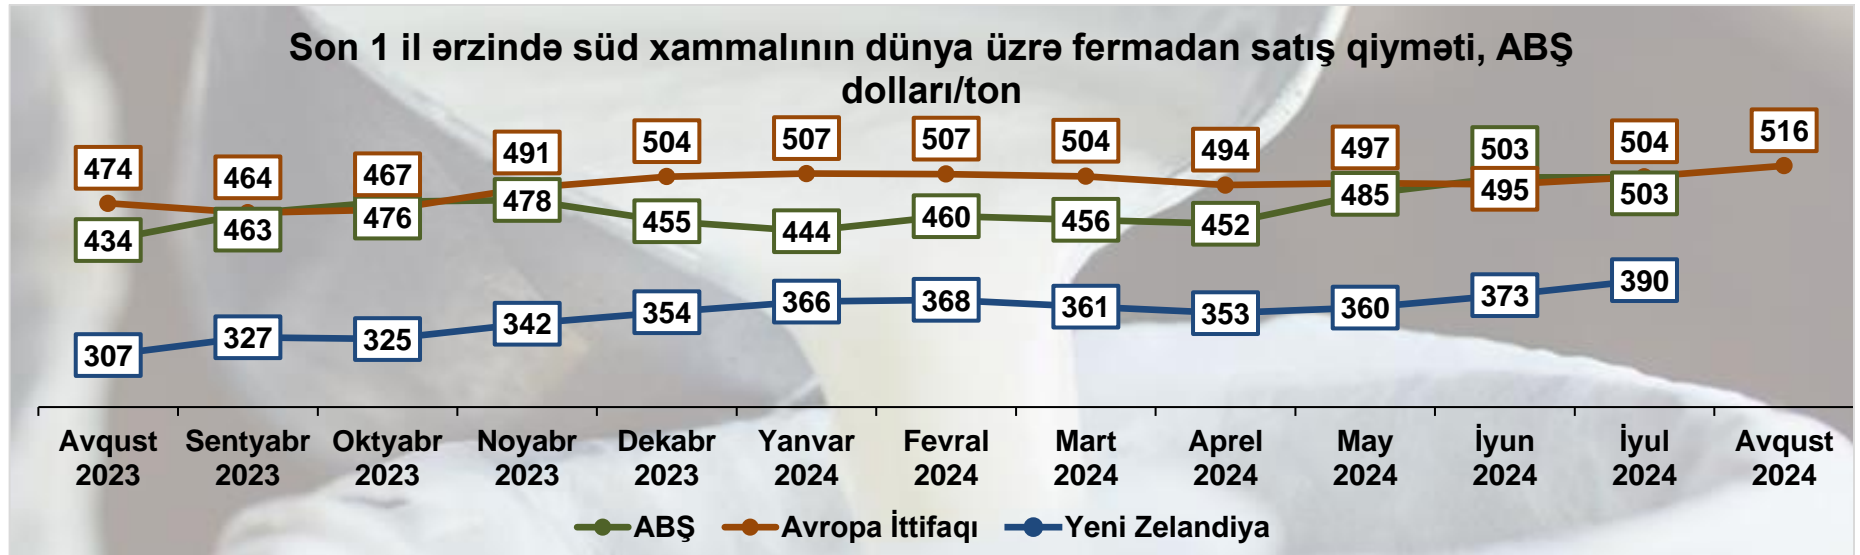 Son 1 il ərzində süd xammalının dünya üzrə fermadan satış qiyməti, ABŞ
dolları/ton
474 464 467 491 504 507 507 504 494 497 503 504 516
434 463 476 478 455 444 460 456 452 485 495 503
307 327 325 342 354 366 368 361 353 360 373 390
Avqust Sentyabr Oktyabr Noyabr Dekabr Yanvar Fevral Mart Aprel May İyun İyul Avqust
2023 2023 2023 2023 2023 2024 2024 2024 2024 2024 2024 2024 2024
ABŞ Avropa İttifaqı Yeni Zelandiya